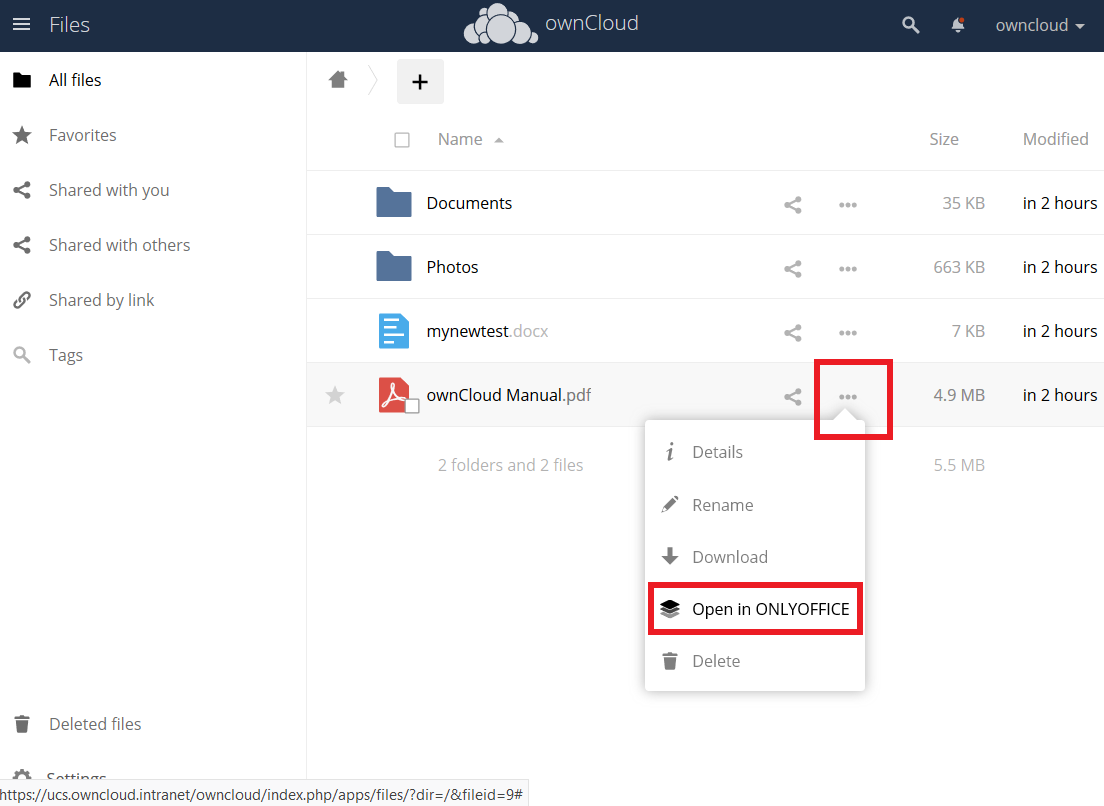 Files
ownCloud
owncloud
All files
Favorites
Shared with you
Shared with others
Shared by link
Tags
Deleted files
Settings
+
Name
Size
Modified
Documents
35 KB
in 2 hours
Photos
663 KB
in 2 hours
mynewtest.docx
7 KB
in 2 hours
ownCloud Manual.pdf
4.9 MB
in 2 hours
2 folders and 2 files
5.5 MB
Details
Rename
Download
Open in ONLYOFFICE
Delete
https://ucs.owncloud.intranet/owncloud/index.php/apps/files/?dir=/&fileid=9#